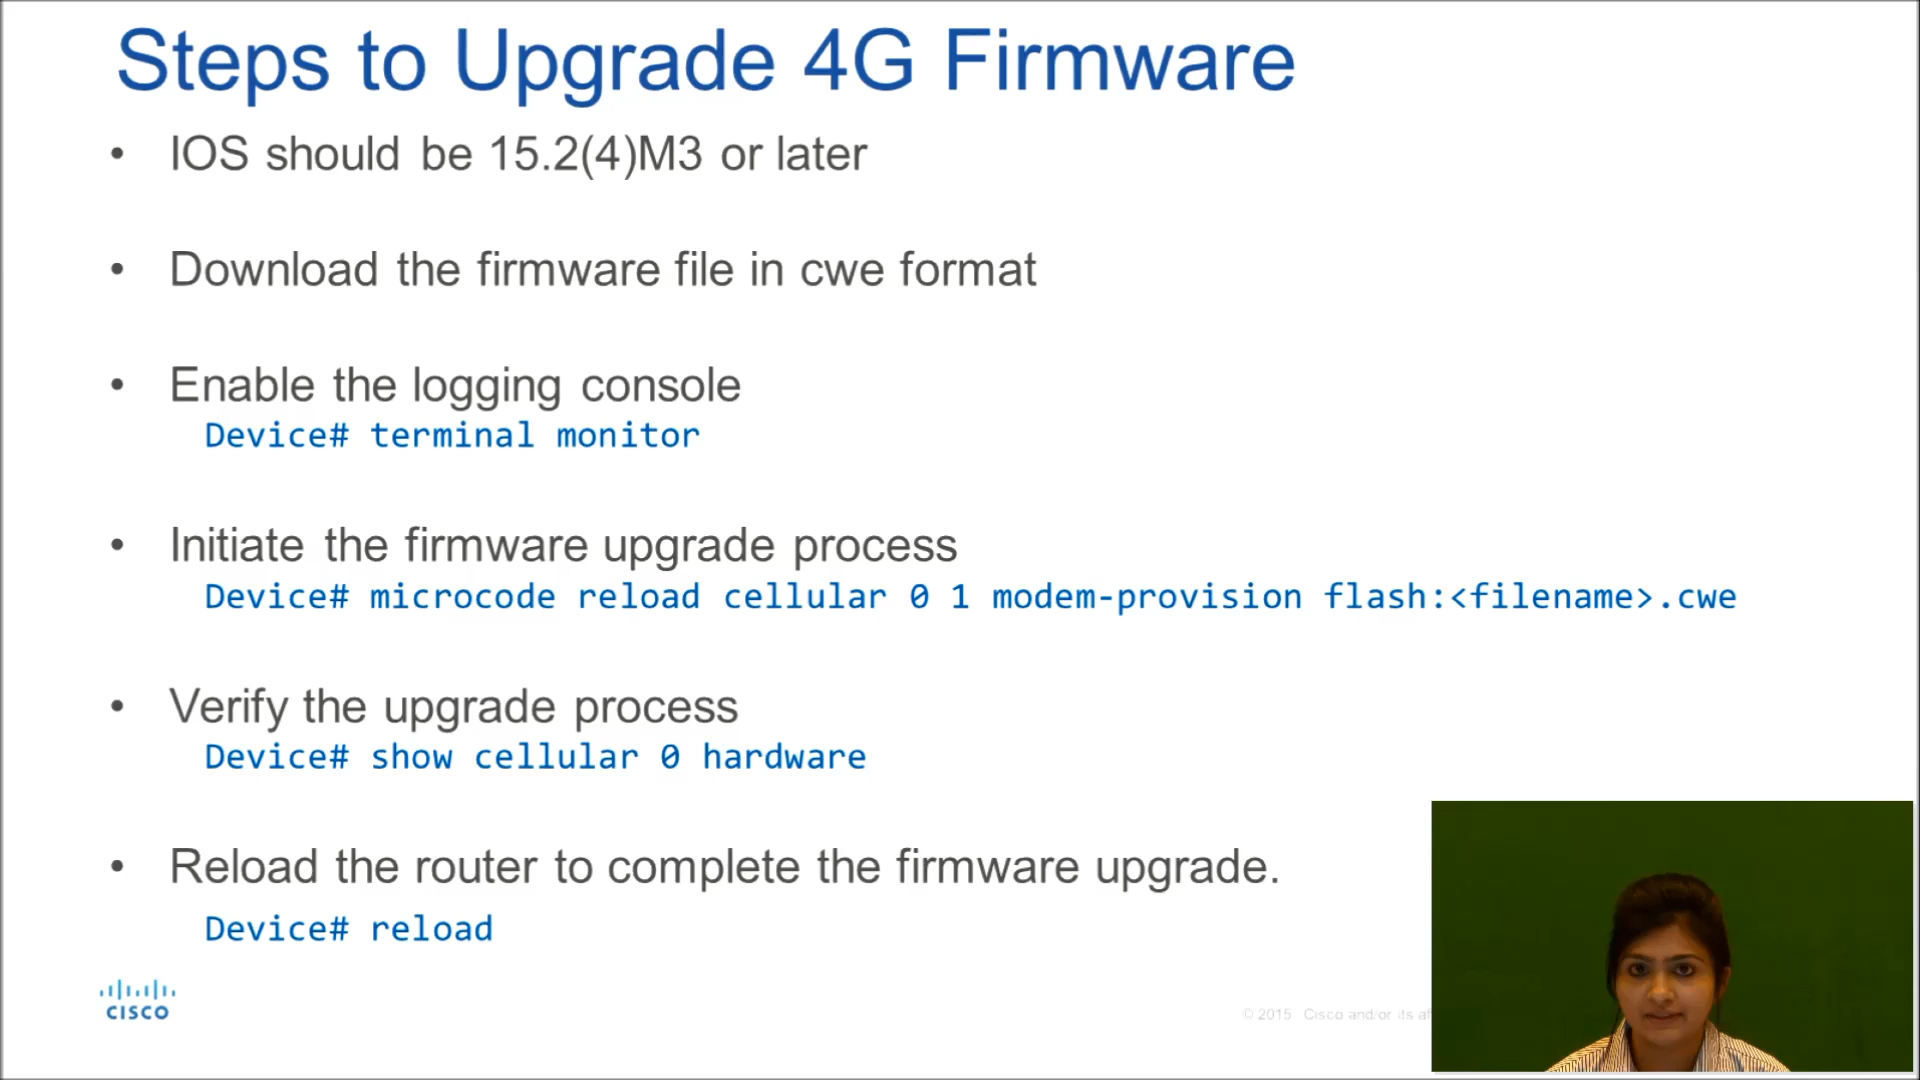 Steps to Upgrade 4G Firmware
• IOS should be 15.2(4)M3 or later
• Download the firmware file in cwe format
• Enable the logging console
Device# terminal monitor
• Initiate the firmware upgrade process
Device# microcode reload cellular 0 1 modem-provision flash:<filename>.cwe
• Verify the upgrade process
Device# show cellular 0 hardware
• Reload the router to complete the firmware upgrade.
Device# reload
CISCO
© 2015 Cisco and/or its af